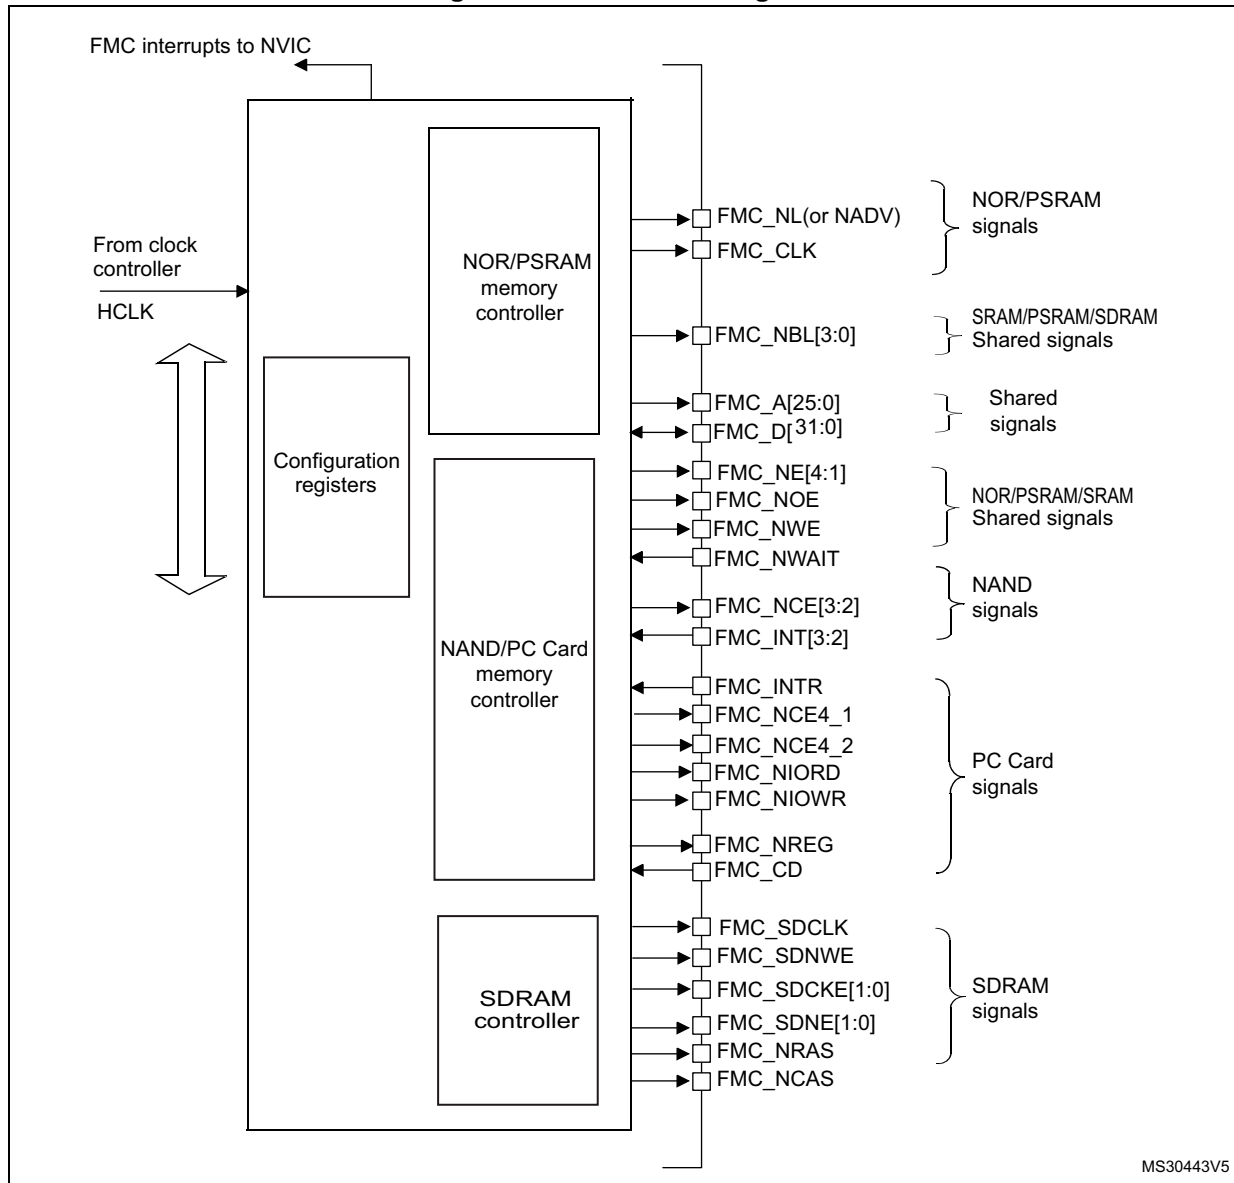 FMC interrupts to NVIC
From clock
controller
HCLK
Configuration
registers
NOR/PSRAM
memory
controller
NAND/PC Card
memory
controller
SDRAM
controller
FMC_NL(or NADV)
FMC_CLK
FMC_NBL[3:0]
FMC_A[25:0]
FMC_D[31:0]
FMC_NE[4:1]
FMC_NOE
FMC_NWE
FMC_NWAIT
FMC_NCE[3:2]
FMC_INT[3:2]
FMC_INTR
FMC_NCE4_1
FMC_NCE4_2
FMC_NIORD
FMC_NIOWR
FMC_NREG
FMC_CD
FMC_SDCLK
FMC_SDNWE
FMC_SDCKE[1:0]
FMC_SDNE[1:0]
FMC_NRAS
FMC_NCAS
NOR/PSRAM
signals
SRAM/PSRAM/SDRAM
Shared signals
Shared
signals
NOR/PSRAM/SRAM
Shared signals
NAND
signals
PC Card
signals
SDRAM
signals
MS30443V5